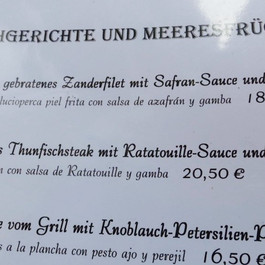 HGERICHTE UND MEERESFRÜ
gebratenes Zanderfilet mit Safran-Sauce und
lucioperca piel frita con salsa de azafrán y gamba 18
s Thunfischsteak mit Ratatouille-Sauce und
n con salsa de Ratatouille y gamba 20,50 €
e vom Grill mit Knoblauch-Petersilien-P
s a la plancha con pesto ajo y perejil 16,50 €